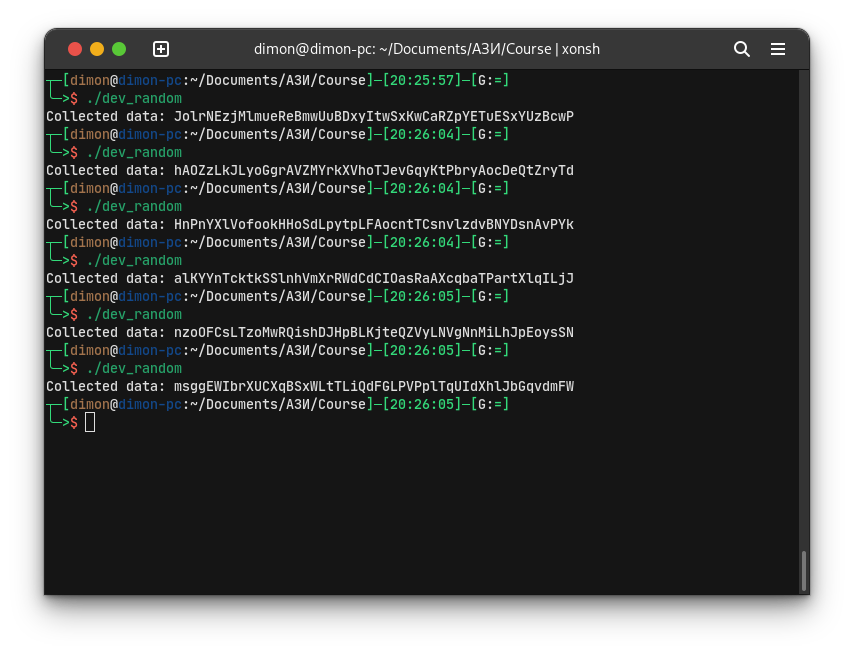 dimon@dimon-pc: ~/Documents/АЗИ/Course | xonsh
┬─[dimon@dimon-pc:~/Documents/АЗИ/Course]─[20:25:57]─[G:=]
╰─>$ ./dev_random
Collected data: JolrNEzjMlmueReBmwUuBDxyItwSxKwCaRZpYETuESxYUzBcwP
┬─[dimon@dimon-pc:~/Documents/АЗИ/Course]─[20:26:04]─[G:=]
╰─>$ ./dev_random
Collected data: hAOZzLkJLyoGgrAVZMYrkXVhoTJevGqyKtPbryAocDeQtZryTd
┬─[dimon@dimon-pc:~/Documents/АЗИ/Course]─[20:26:04]─[G:=]
╰─>$ ./dev_random
Collected data: HnPnYXlVofookHHoSdLpytpLFAocntTCsnvlzdvBNYDsnAvPYk
┬─[dimon@dimon-pc:~/Documents/АЗИ/Course]─[20:26:04]─[G:=]
╰─>$ ./dev_random
Collected data: alKYYnTcktkSSlnhVmXrRWdCdCIOasRaAXcqbaTPartXlqILjJ
┬─[dimon@dimon-pc:~/Documents/АЗИ/Course]─[20:26:05]─[G:=]
╰─>$ ./dev_random
Collected data: nzoOFCsLTzoMwRQishDJHpBLKjteQZVyLNVgNnMiLhJpEoysSN
┬─[dimon@dimon-pc:~/Documents/АЗИ/Course]─[20:26:05]─[G:=]
╰─>$ ./dev_random
Collected data: msggEWIbrXUCXqBSxWLtTLiQdFGLPVPplTqUIdXhlJbGqvdmFW
┬─[dimon@dimon-pc:~/Documents/АЗИ/Course]─[20:26:05]─[G:=]
╰─>$